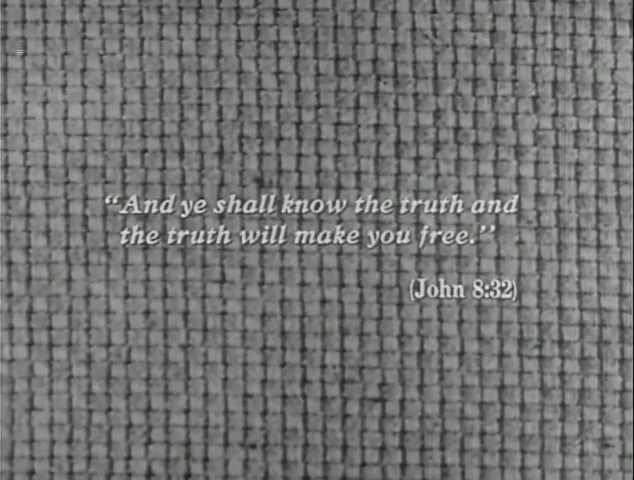 “And ye shall know the truth and
the truth will make you free.”
(John 8:32)